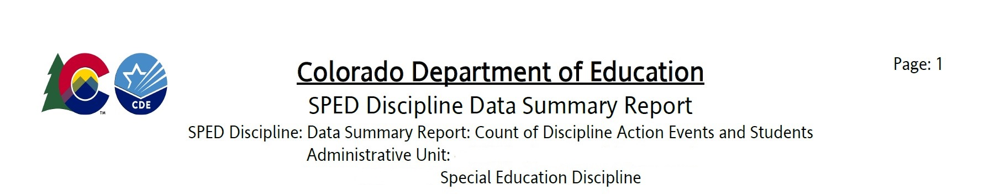 Colorado Department of Education
Page: 1
SPED Discipline Data Summary Report
CDE
TM
SPED Discipline: Data Summary Report: Count of Discipline Action Events and Students
Administrative Unit:
Special Education Discipline